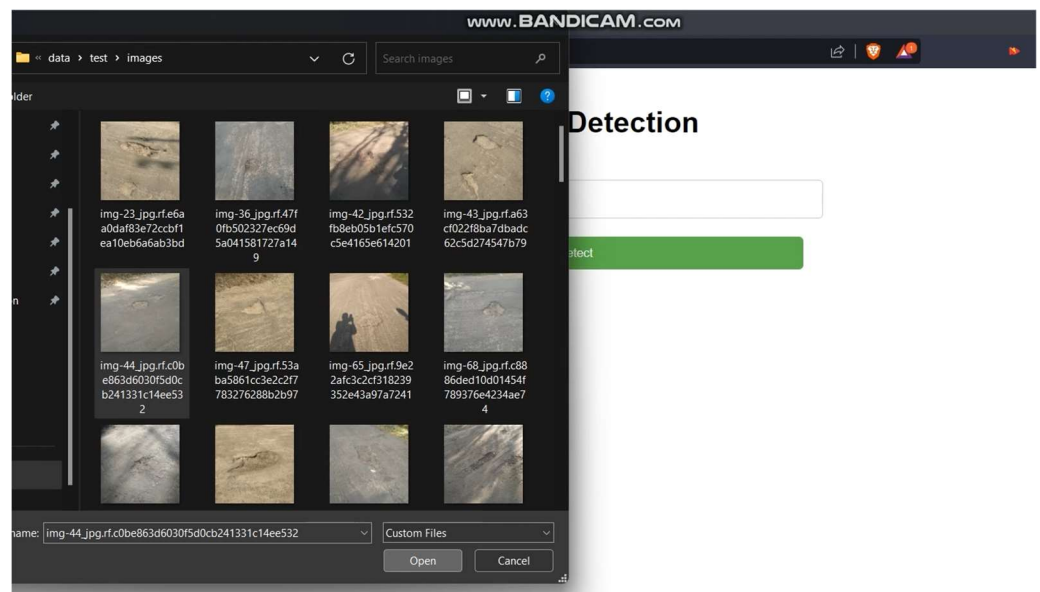 www.BANDICAM.com
« data > test > images
Search images
older
Detection
img-23_jpg.rf.e6a
a0daf83e72ccbf1
ea10eb6a6ab3bd
img-36_jpg.rf.47f
0fb502327ec69d
5a041581727a14
9
img-42_jpg.rf.532
fb8eb05b1efc570
c5e4165e614201
img-43_jpg.rf.a63
cf022f8ba7dbadc
62c5d274547b79
etect
n
img-44_jpg.rf.c0b
e863d6030f5d0c
b241331c14ee53
2
img-47_jpg.rf.53a
ba5861cc3e2c2f7
783276288b2b97
img-65_jpg.rf.9e2
2afc3c2cf318239
352e43a97a7241
img-68_jpg.rf.c88
86ded10d01454f
789376e4234ae7
4
name: img-44_jpg.rf.c0be863d6030f5d0cb241331c14ee532
Custom Files
Open
Cancel